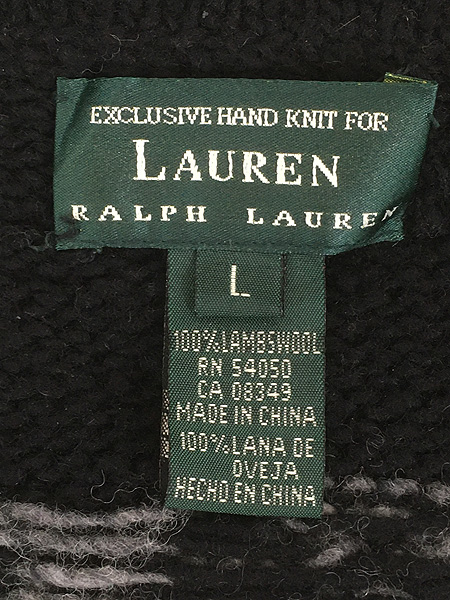 EXCLUSIVE HAND KNIT FOR
LAUREN
RALPH LAUREN
L
100% LAMBSWOOL
RN 54050
CA 08349
MADE IN CHINA
100% LANA DE
OVEJA
HECHO EN CHINA